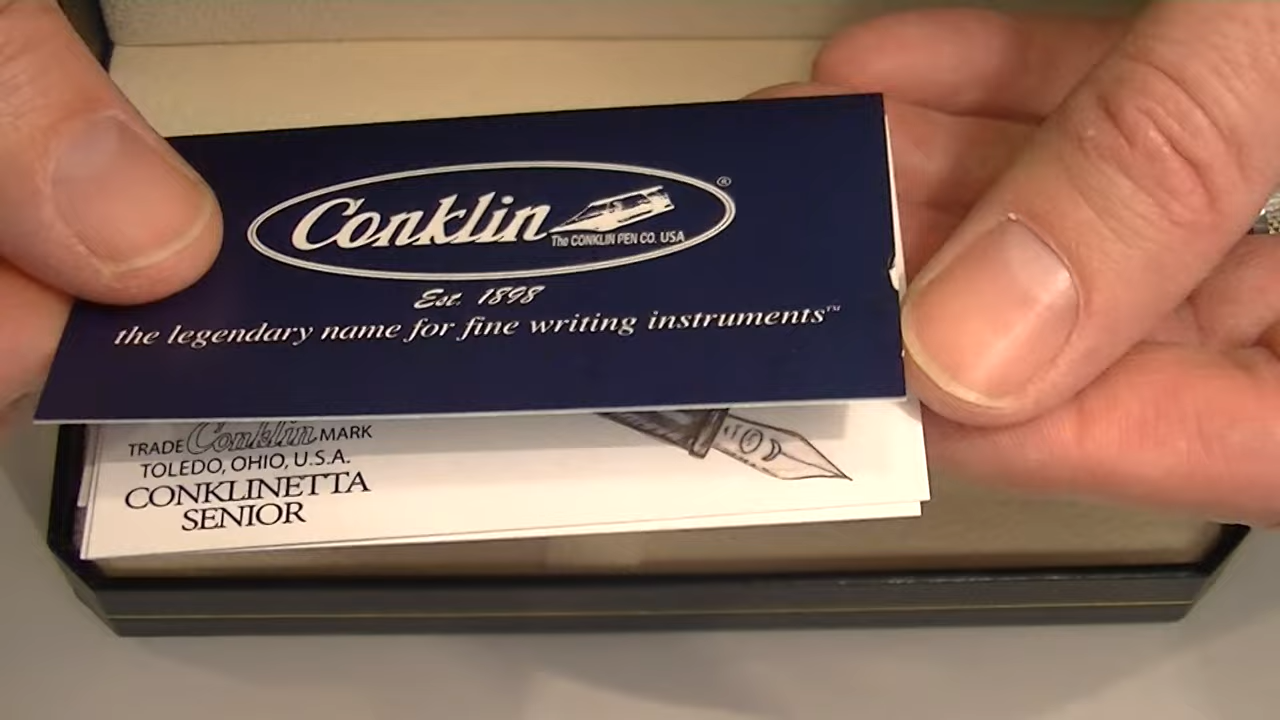 Conklin®
The CONKLIN PEN CO. USA
Est. 1898
the legendary name for fine writing instruments™
TRADE Conklin MARK
TOLEDO, OHIO, U.S.A.
CONKLINETTA
SENIOR